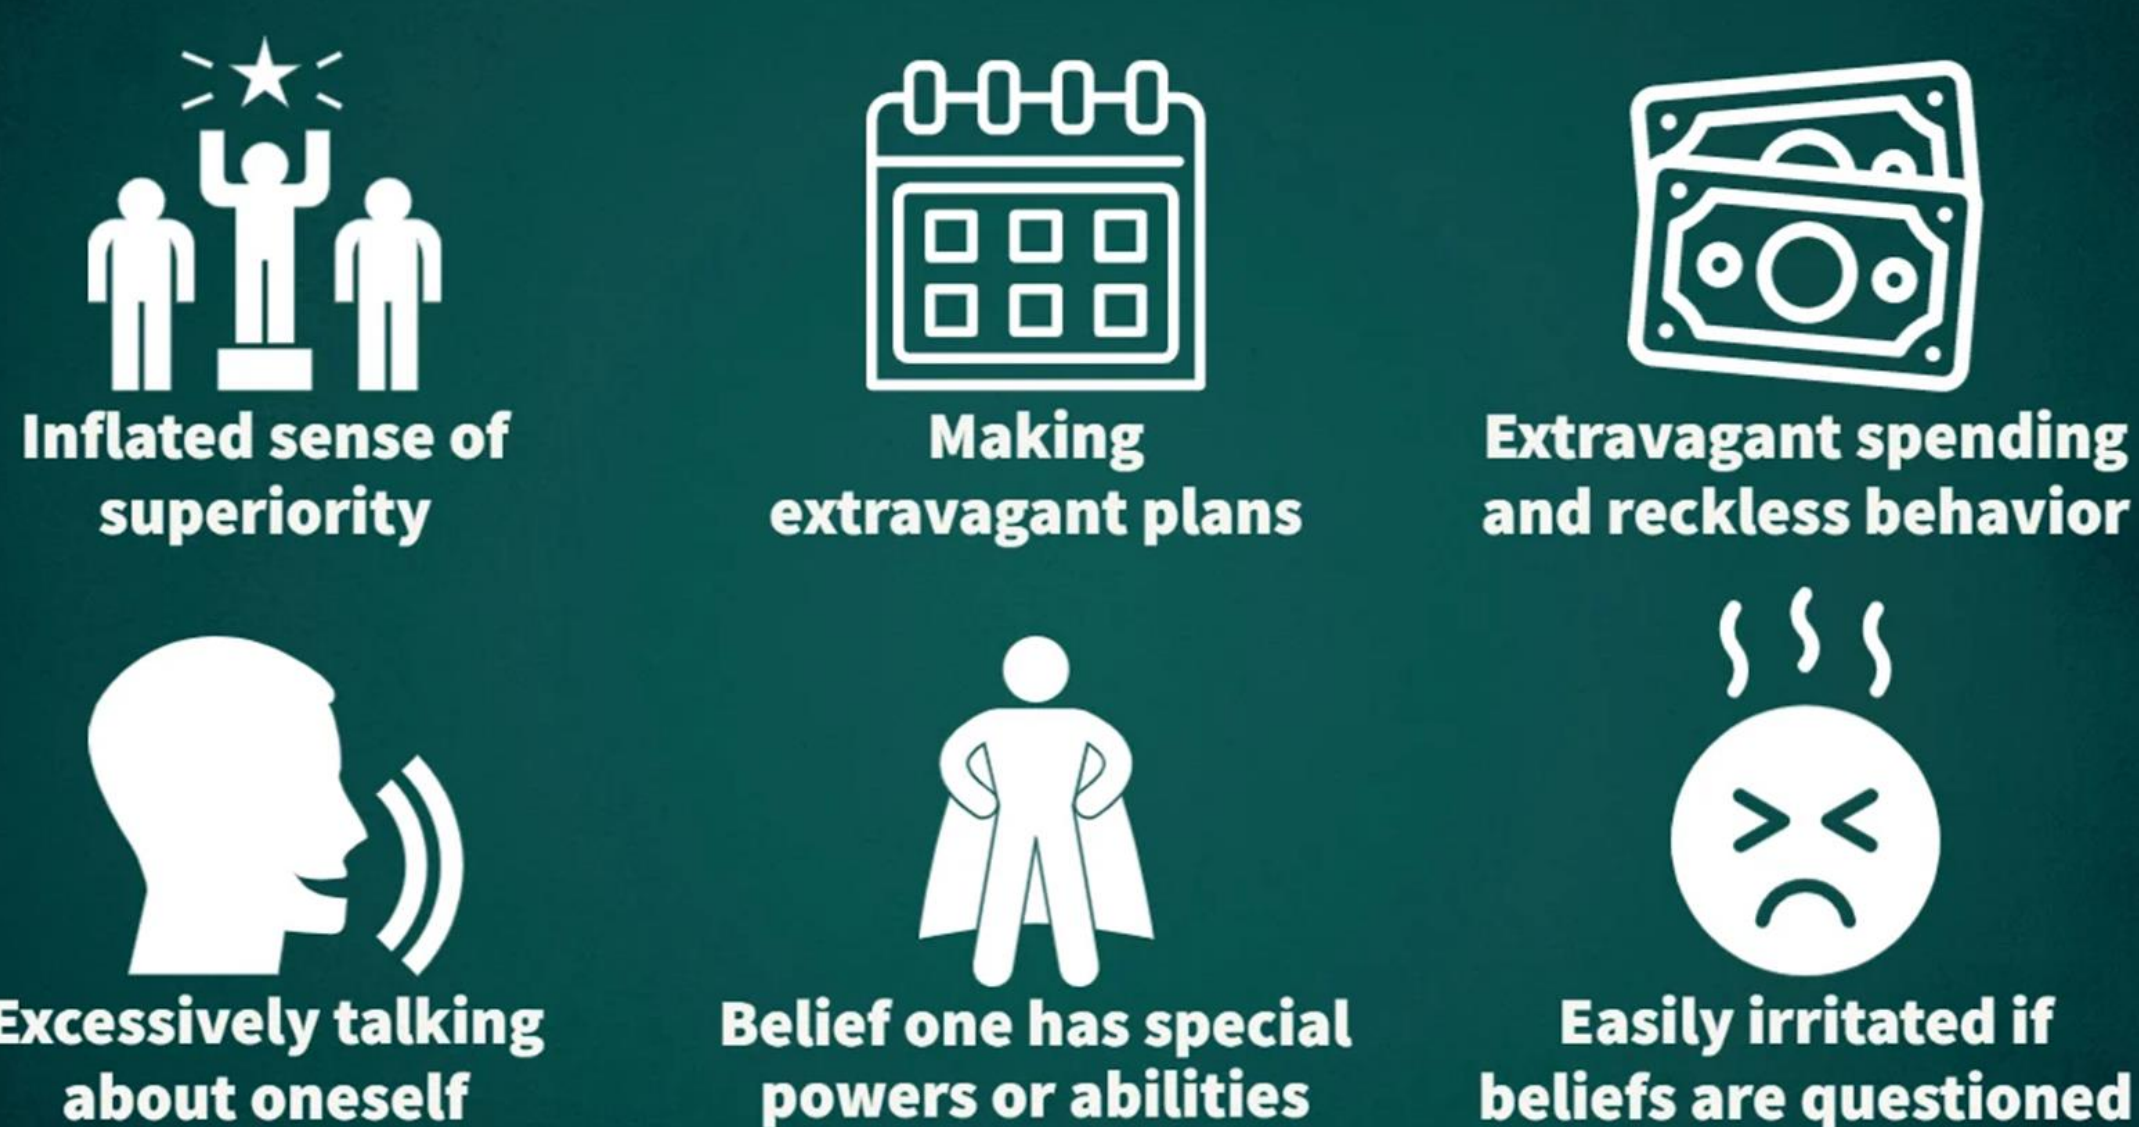 Inflated sense of
superiority
Making
extravagant plans
Extravagant spending
and reckless behavior
Excessively talking
about oneself
Belief one has special
powers or abilities
Easily irritated if
beliefs are questioned